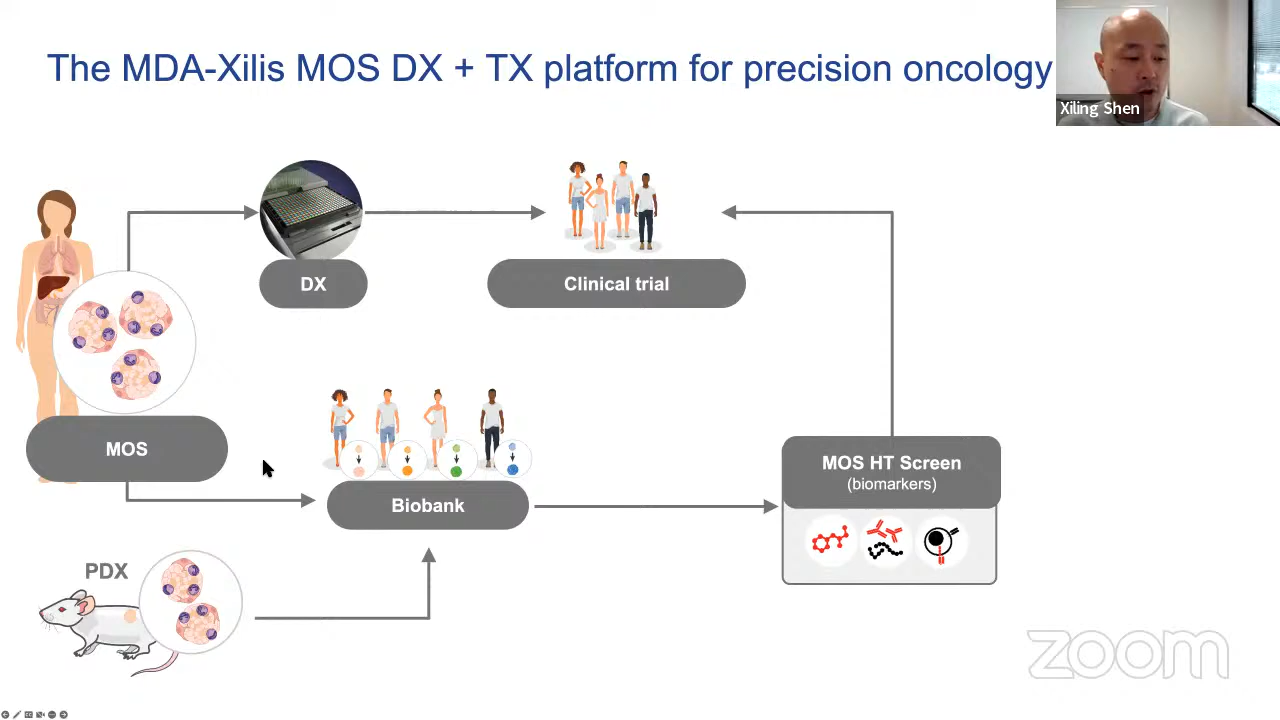 The MDA-Xilis MOS DX + TX platform for precision oncology
Xiling Shen
DX
Clinical trial
MOS
Biobank
MOS HT Screen
(biomarkers)
PDX
zoom